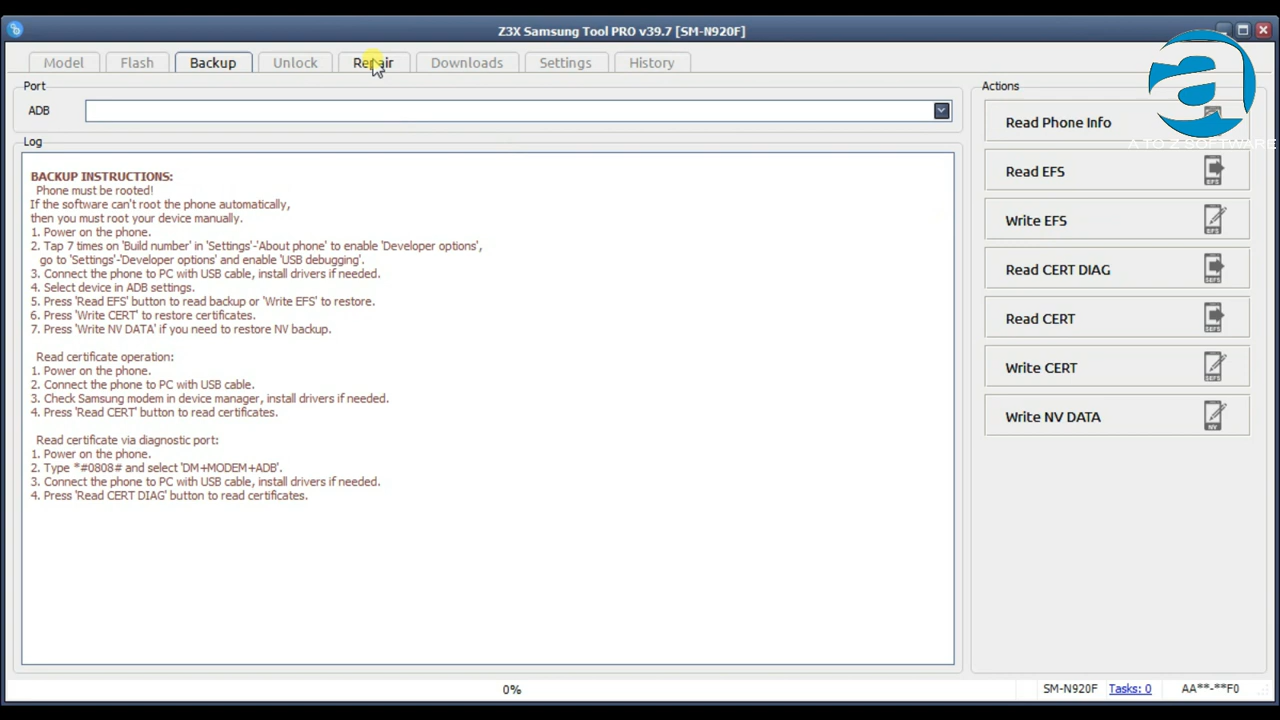 Z3X Samsung Tool PRO v39.7 [SM-N920F]
Model Flash Backup Unlock Repair Downloads Settings History
Port
ADB
Log
BACKUP INSTRUCTIONS:
Phone must be rooted!
If the software can't root the phone automatically,
then you must root your device manually.
1. Power on the phone.
2. Tap 7 times on 'Build number' in 'Settings'-'About phone' to enable 'Developer options',
go to 'Settings'-'Developer options' and enable 'USB debugging'.
3. Connect the phone to PC with USB cable, install drivers if needed.
4. Select device in ADB settings.
5. Press 'Read EFS' button to read backup or 'Write EFS' to restore.
6. Press 'Write CERT' to restore certificates.
7. Press 'Write NV DATA' if you need to restore NV backup.
Read certificate operation:
1. Power on the phone.
2. Connect the phone to PC with USB cable.
3. Check Samsung modem in device manager, install drivers if needed.
4. Press 'Read CERT' button to read certificates.
Read certificate via diagnostic port:
1. Power on the phone.
2. Type *#0808# and select 'DM+MODEM+ADB'.
3. Connect the phone to PC with USB cable, install drivers if needed.
4. Press 'Read CERT DIAG' button to read certificates.
Actions
a
A TO Z SOFTWARE
Read Phone Info
Read EFS
EFS
Write EFS
EFS
Read CERT DIAG
SEFS
Read CERT
SEFS
Write CERT
SEFS
Write NV DATA
NV
0%
SM-N920F Tasks: 0 AA**-**F0